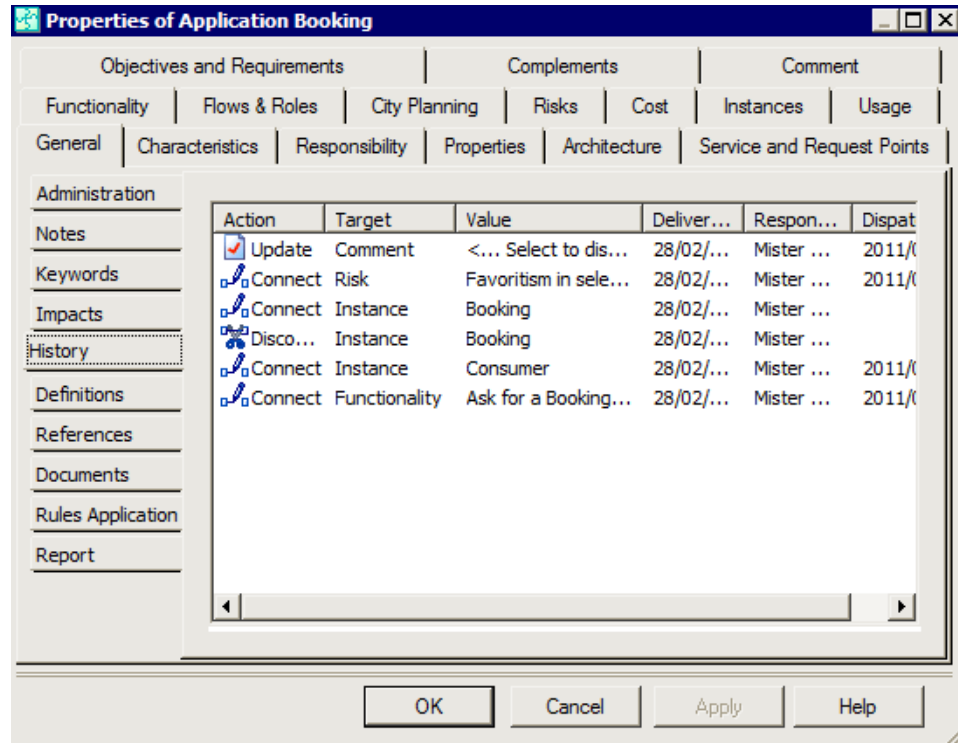 Properties of Application Booking
Objectives and Requirements Complements Comment
Functionality Flows & Roles City Planning Risks Cost Instances Usage
General Characteristics Responsibility Properties Architecture Service and Request Points
Administration
Notes
Keywords
Impacts
History
Definitions
References
Documents
Rules Application
Report
Action Target Value Deliver... Respon... Dispat
Update Comment <... Select to dis... 28/02/... Mister ... 2011/0
Connect Risk Favoritism in sele... 28/02/... Mister ... 2011/0
Connect Instance Booking 28/02/... Mister ...
Disco... Instance Booking 28/02/... Mister ...
Connect Instance Consumer 28/02/... Mister ... 2011/0
Connect Functionality Ask for a Booking... 28/02/... Mister ... 2011/0
OK Cancel Apply Help